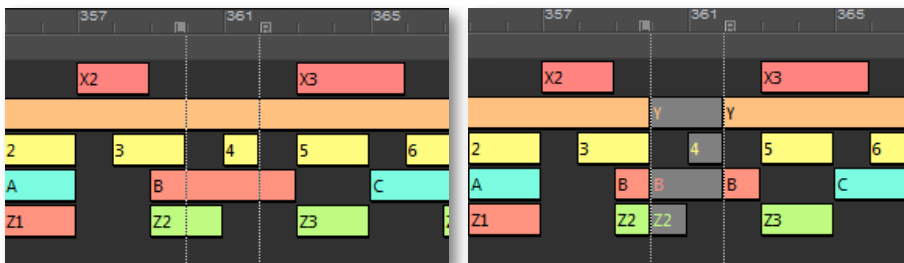 357 361 365
L R
X2 X3
2 3 4 5 6
A B C
Z1 Z2 Z3
357 361 365
L R
X2 X3
Y Y
2 3 4 5 6
A B B B C
Z1 Z2 Z2 Z3